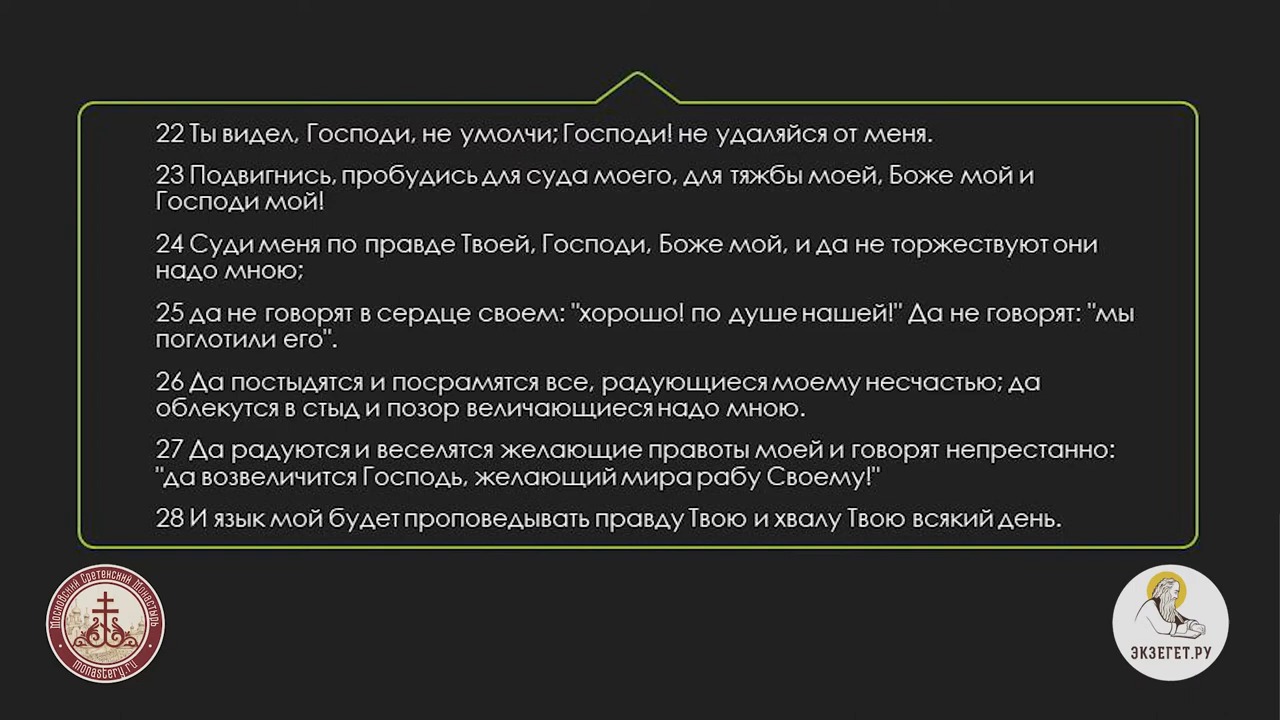 22 Ты видел, Господи, не умолчи; Господи! не удаляйся от меня.
23 Подвигнись, пробудись для суда моего, для тяжбы моей, Боже мой и
Господи мой!
24 Суди меня по правде Твоей, Господи, Боже мой, и да не торжествуют они
надо мною;
25 да не говорят в сердце своем: "хорошо! по душе нашей!" Да не говорят: "мы
поглотили его".
26 Да постыдятся и посрамятся все, радующиеся моему несчастью; да
облекутся в стыд и позор величающиеся надо мною.
27 Да радуются и веселятся желающие правоты моей и говорят непрестанно:
"да возвеличится Господь, желающий мира рабу Своему!"
28 И язык мой будет проповедывать правду Твою и хвалу Твою всякий день.
Московский Сретенский Монастырь
monastery.ru
ЭКЗЕГЕТ.РУ